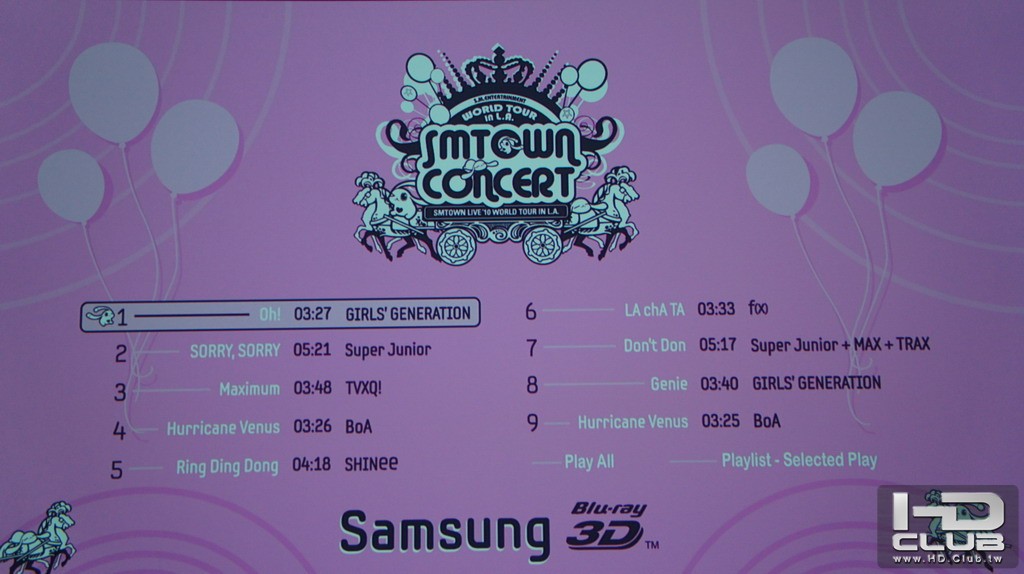 S.M.ENTERTAINMENT
WORLD TOUR
in L.A.
SMTOWN
CONCERT
SMTOWN LIVE '10 WORLD TOUR IN L.A.
1 Oh! 03:27 GIRLS' GENERATION
2 SORRY, SORRY 05:21 Super Junior
3 Maximum 03:48 TVXQ!
4 Hurricane Venus 03:26 BoA
5 Ring Ding Dong 04:18 SHINee
6 LA chA TA 03:33 f(x)
7 Don't Don 05:17 Super Junior + MAX + TRAX
8 Genie 03:40 GIRLS' GENERATION
9 Hurricane Venus 03:25 BoA
Play All
Playlist - Selected Play
Samsung Blu-ray 3D™
HD
CLUB
www.HD.Club.tw